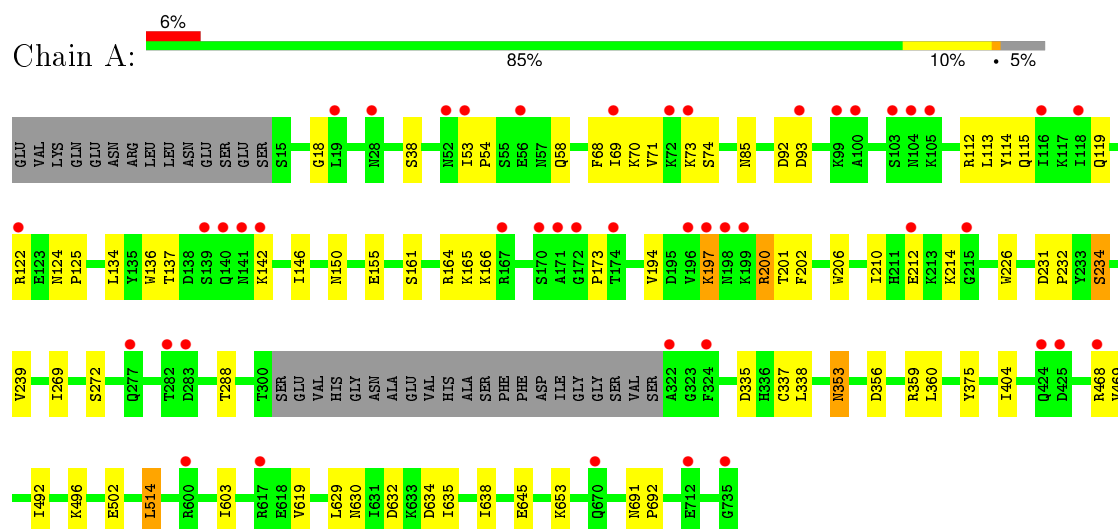 6%
Chain A:
85% 10% • 5%
GLU VAL LYS GLN GLU ASN ARG LEU LEU ASN GLU SER GLU SER S15 G18 L19 N28 S38 N52 I53 P54 S55 E56 N57 Q58 F68 I69 K70 V71 K72 K73 S74 N85 D92 D93 K99 A100 S103 N104 K105 R112 L113 Y114 Q115 I116 K117 I118 Q119
R122 E123 N124 P125 L134 Y135 W136 T137 D138 S139 Q140 N141 K142 I146 N150 E155 S161 R164 K165 K166 R167 S170 A171 G172 P173 T174 V194 D195 V196 K197 N198 K199 R200 T201 F202 W206 I210 H211 E212 K213 K214 G215 W226 D231 P232 Y233 S234
V239 I269 S272 Q277 T282 D283 T288 T300 SER GLU VAL HIS GLY ASN ALA GLU VAL HIS ALA SER PHE PHE ASP ILE GLY GLY SER VAL SER A322 G323 F324 D335 H336 C337 L338 N353 D356 R359 L360 Y375 I404 Q424 D425 R468 V469
I492 K496 E502 L514 R600 I603 R617 E618 V619 L629 N630 I631 D632 K633 D634 I635 I638 E645 K653 Q670 N691 P692 E712 G735